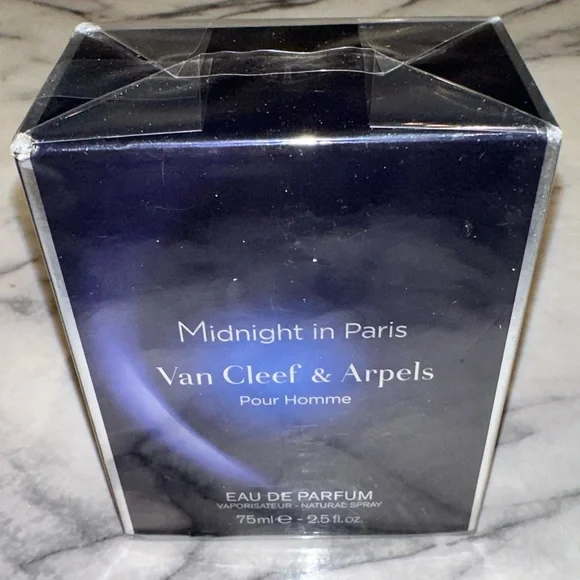 Midnight in Paris
Van Cleef & Arpels
Pour Homme
EAU DE PARFUM
VAPORISATEUR - NATURAL SPRAY
75ml ℮ - 2.5 fl.oz.